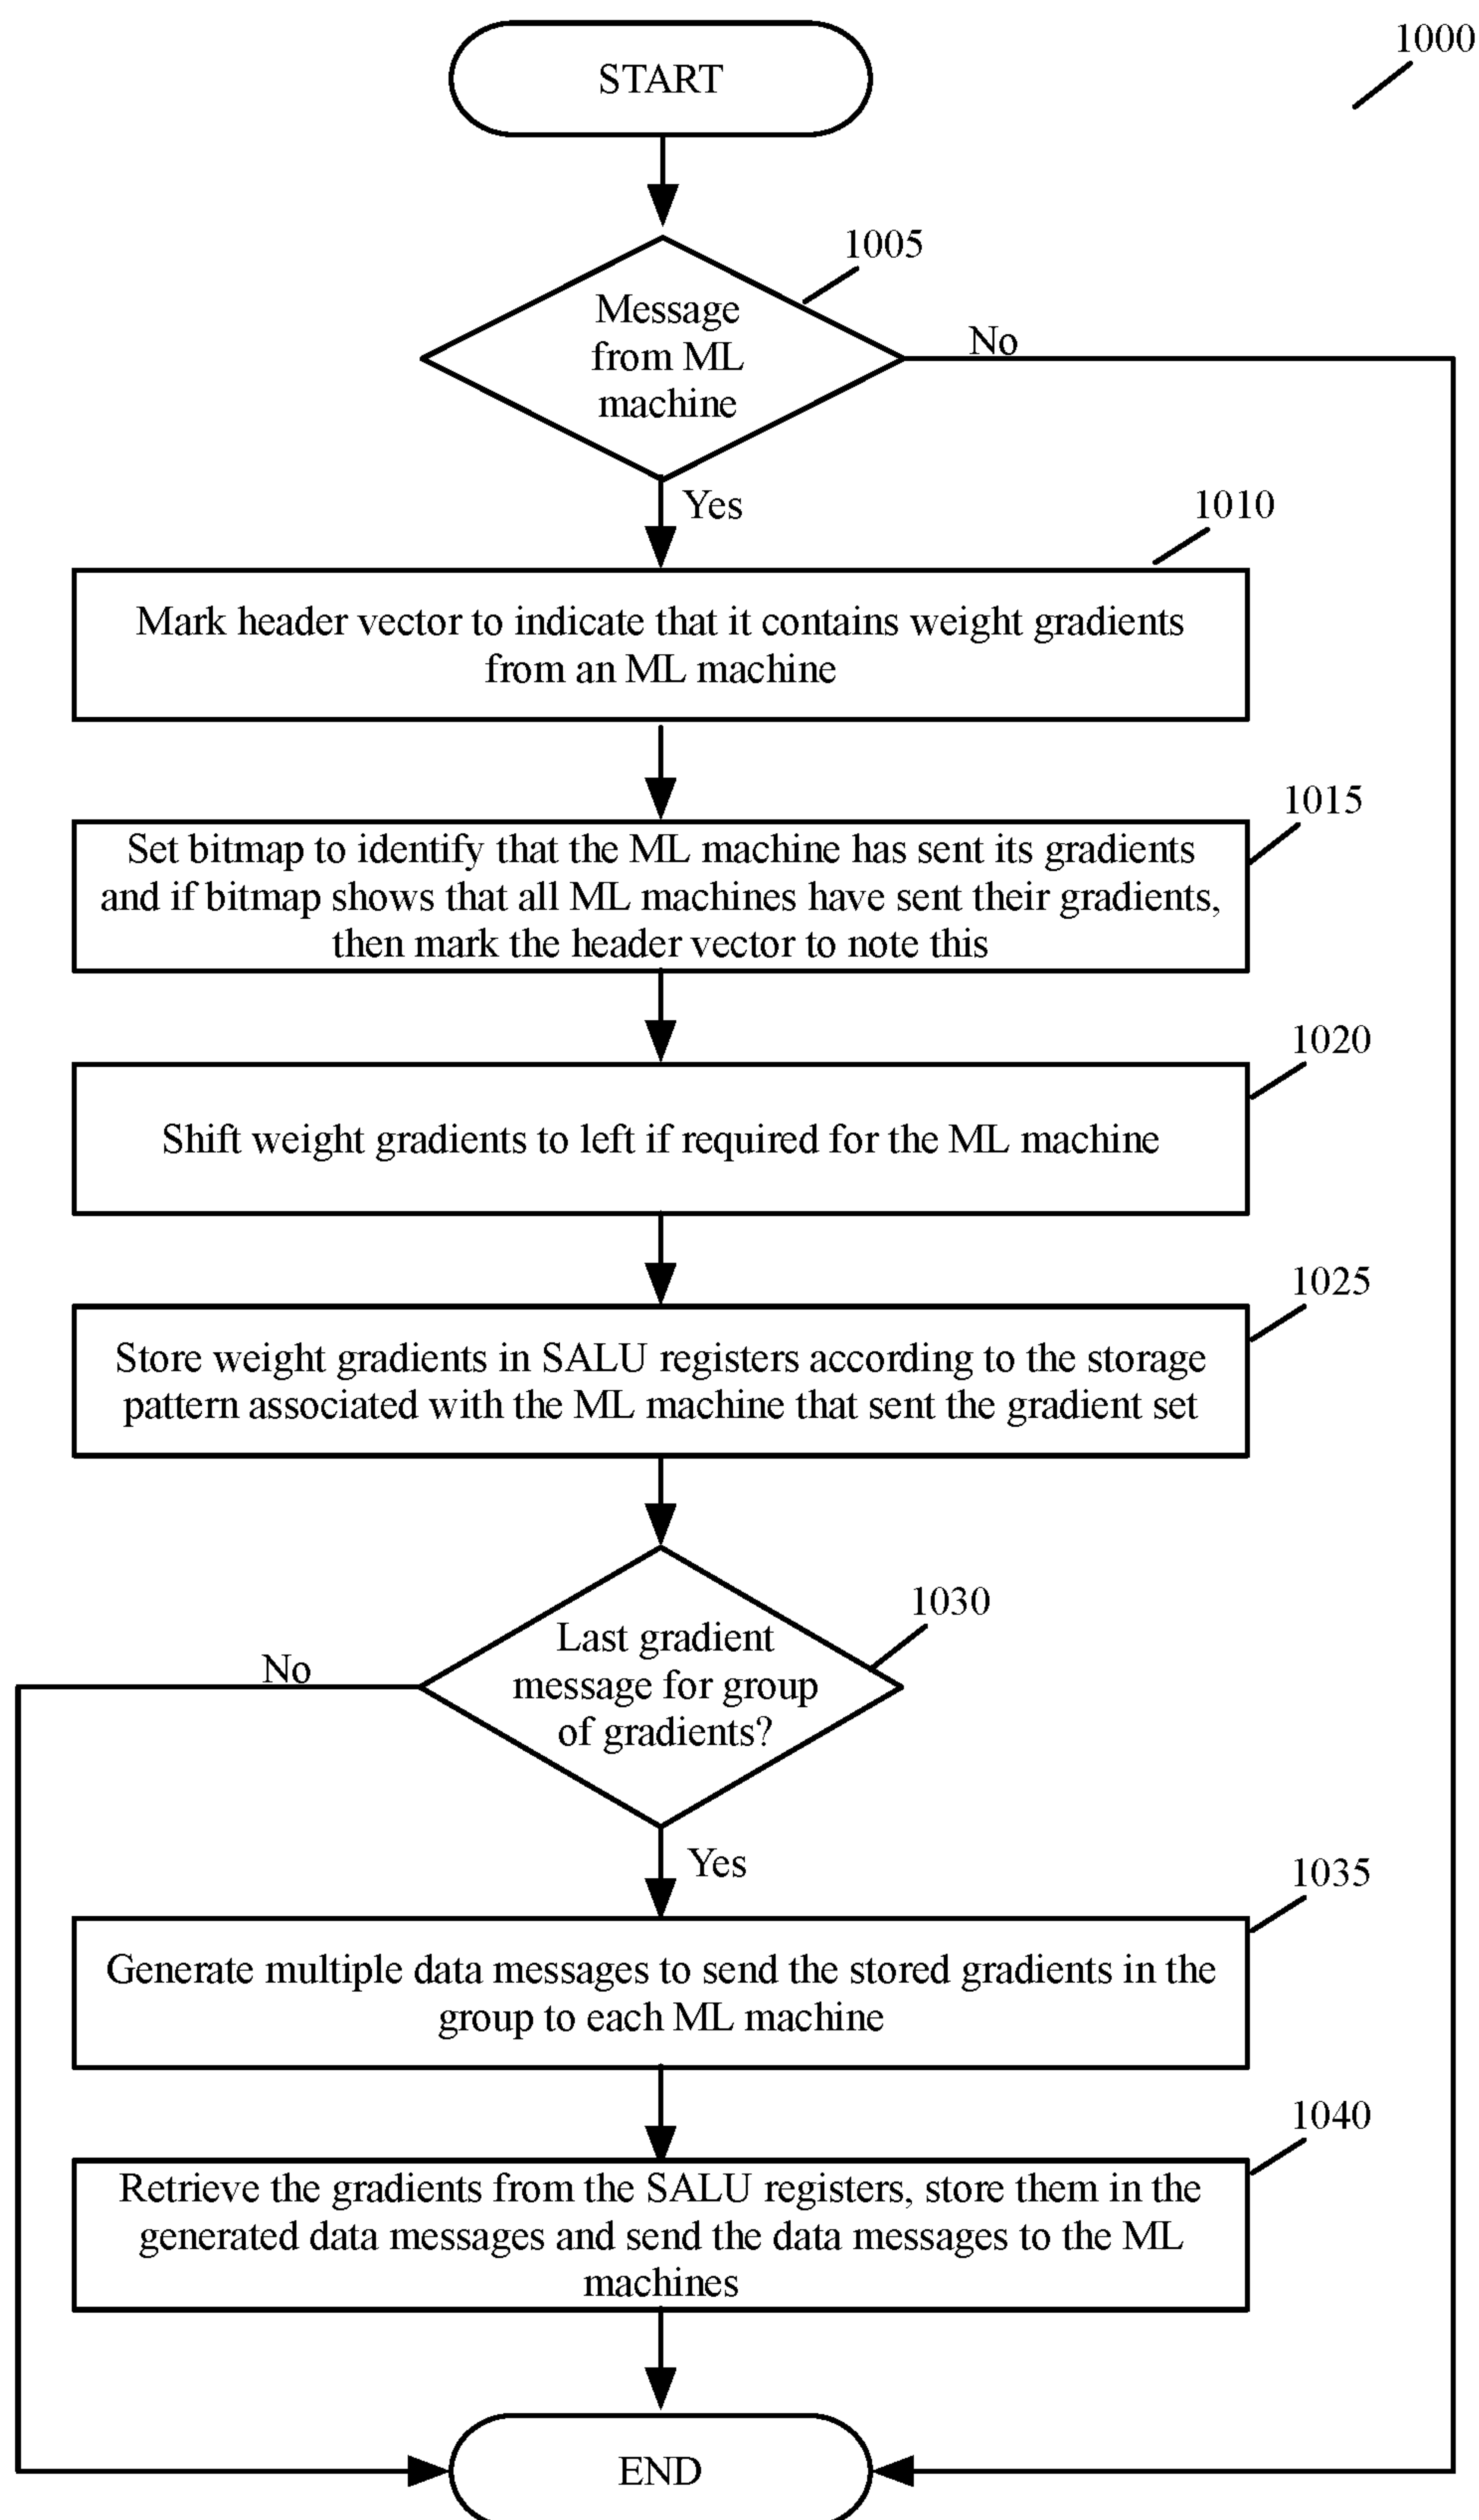 1000
START
1005
Message
from ML
machine
No
Yes
1010
Mark header vector to indicate that it contains weight gradients
from an ML machine
1015
Set bitmap to identify that the ML machine has sent its gradients
and if bitmap shows that all ML machines have sent their gradients,
then mark the header vector to note this
1020
Shift weight gradients to left if required for the ML machine
1025
Store weight gradients in SALU registers according to the storage
pattern associated with the ML machine that sent the gradient set
1030
Last gradient
message for group
of gradients?
No
Yes
1035
Generate multiple data messages to send the stored gradients in the
group to each ML machine
1040
Retrieve the gradients from the SALU registers, store them in the
generated data messages and send the data messages to the ML
machines
END